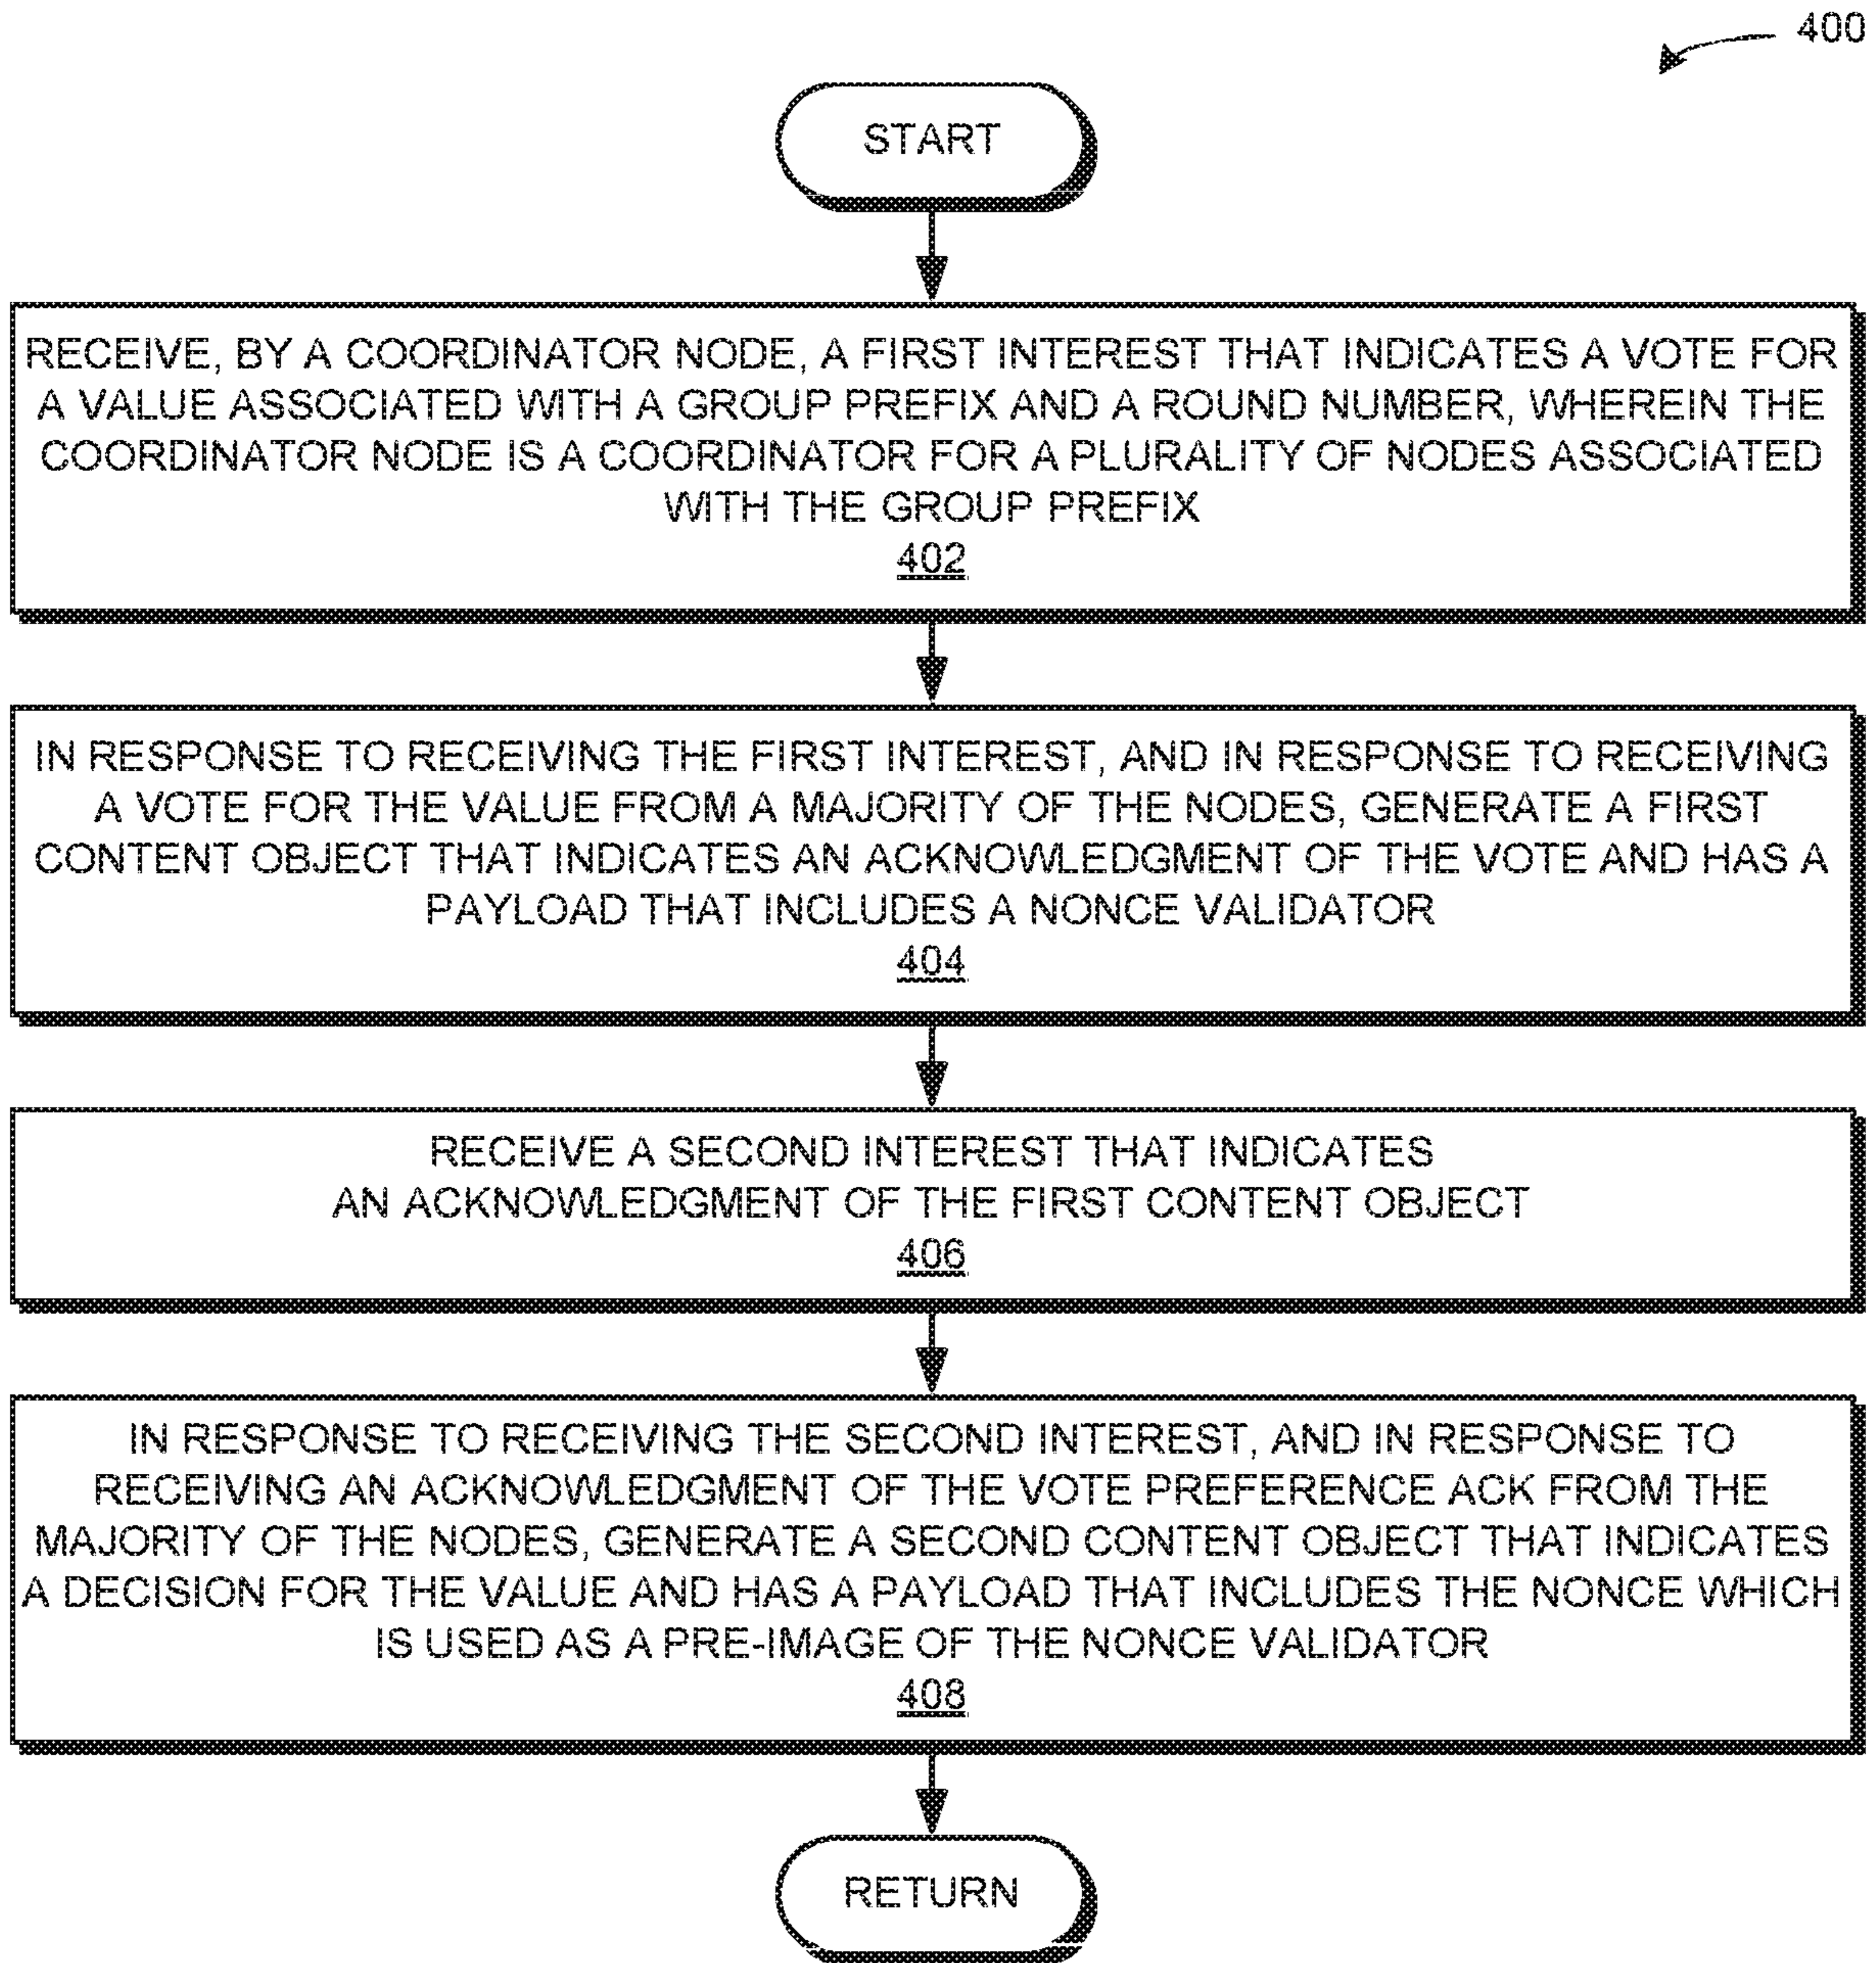 400
START
RECEIVE, BY A COORDINATOR NODE, A FIRST INTEREST THAT INDICATES A VOTE FOR
A VALUE ASSOCIATED WITH A GROUP PREFIX AND A ROUND NUMBER, WHEREIN THE
COORDINATOR NODE IS A COORDINATOR FOR A PLURALITY OF NODES ASSOCIATED
WITH THE GROUP PREFIX
402
IN RESPONSE TO RECEIVING THE FIRST INTEREST, AND IN RESPONSE TO RECEIVING
A VOTE FOR THE VALUE FROM A MAJORITY OF THE NODES, GENERATE A FIRST
CONTENT OBJECT THAT INDICATES AN ACKNOWLEDGMENT OF THE VOTE AND HAS A
PAYLOAD THAT INCLUDES A NONCE VALIDATOR
404
RECEIVE A SECOND INTEREST THAT INDICATES
AN ACKNOWLEDGMENT OF THE FIRST CONTENT OBJECT
406
IN RESPONSE TO RECEIVING THE SECOND INTEREST, AND IN RESPONSE TO
RECEIVING AN ACKNOWLEDGMENT OF THE VOTE PREFERENCE ACK FROM THE
MAJORITY OF THE NODES, GENERATE A SECOND CONTENT OBJECT THAT INDICATES
A DECISION FOR THE VALUE AND HAS A PAYLOAD THAT INCLUDES THE NONCE WHICH
IS USED AS A PRE-IMAGE OF THE NONCE VALIDATOR
408
RETURN